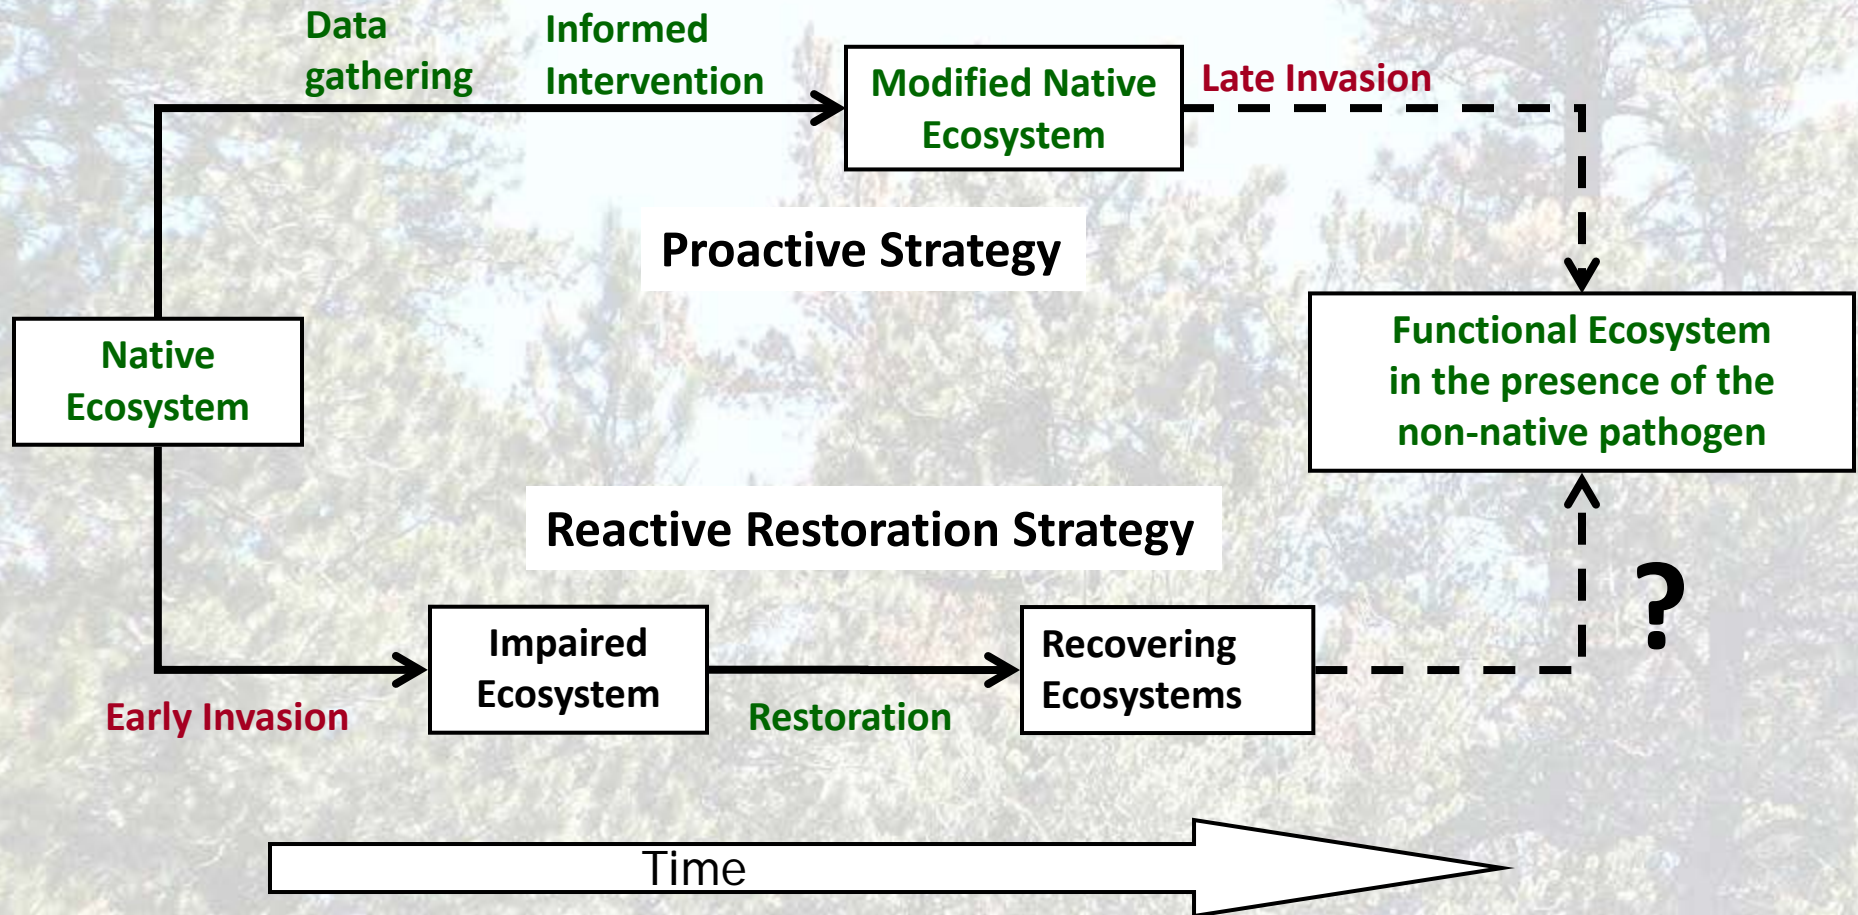 Data
gathering
Informed
Intervention
Modified Native
Ecosystem
Late Invasion
Proactive Strategy
Native
Ecosystem
Functional Ecosystem
in the presence of the
non-native pathogen
Reactive Restoration Strategy
?
Impaired
Ecosystem
Recovering
Ecosystems
Early Invasion
Restoration
Time